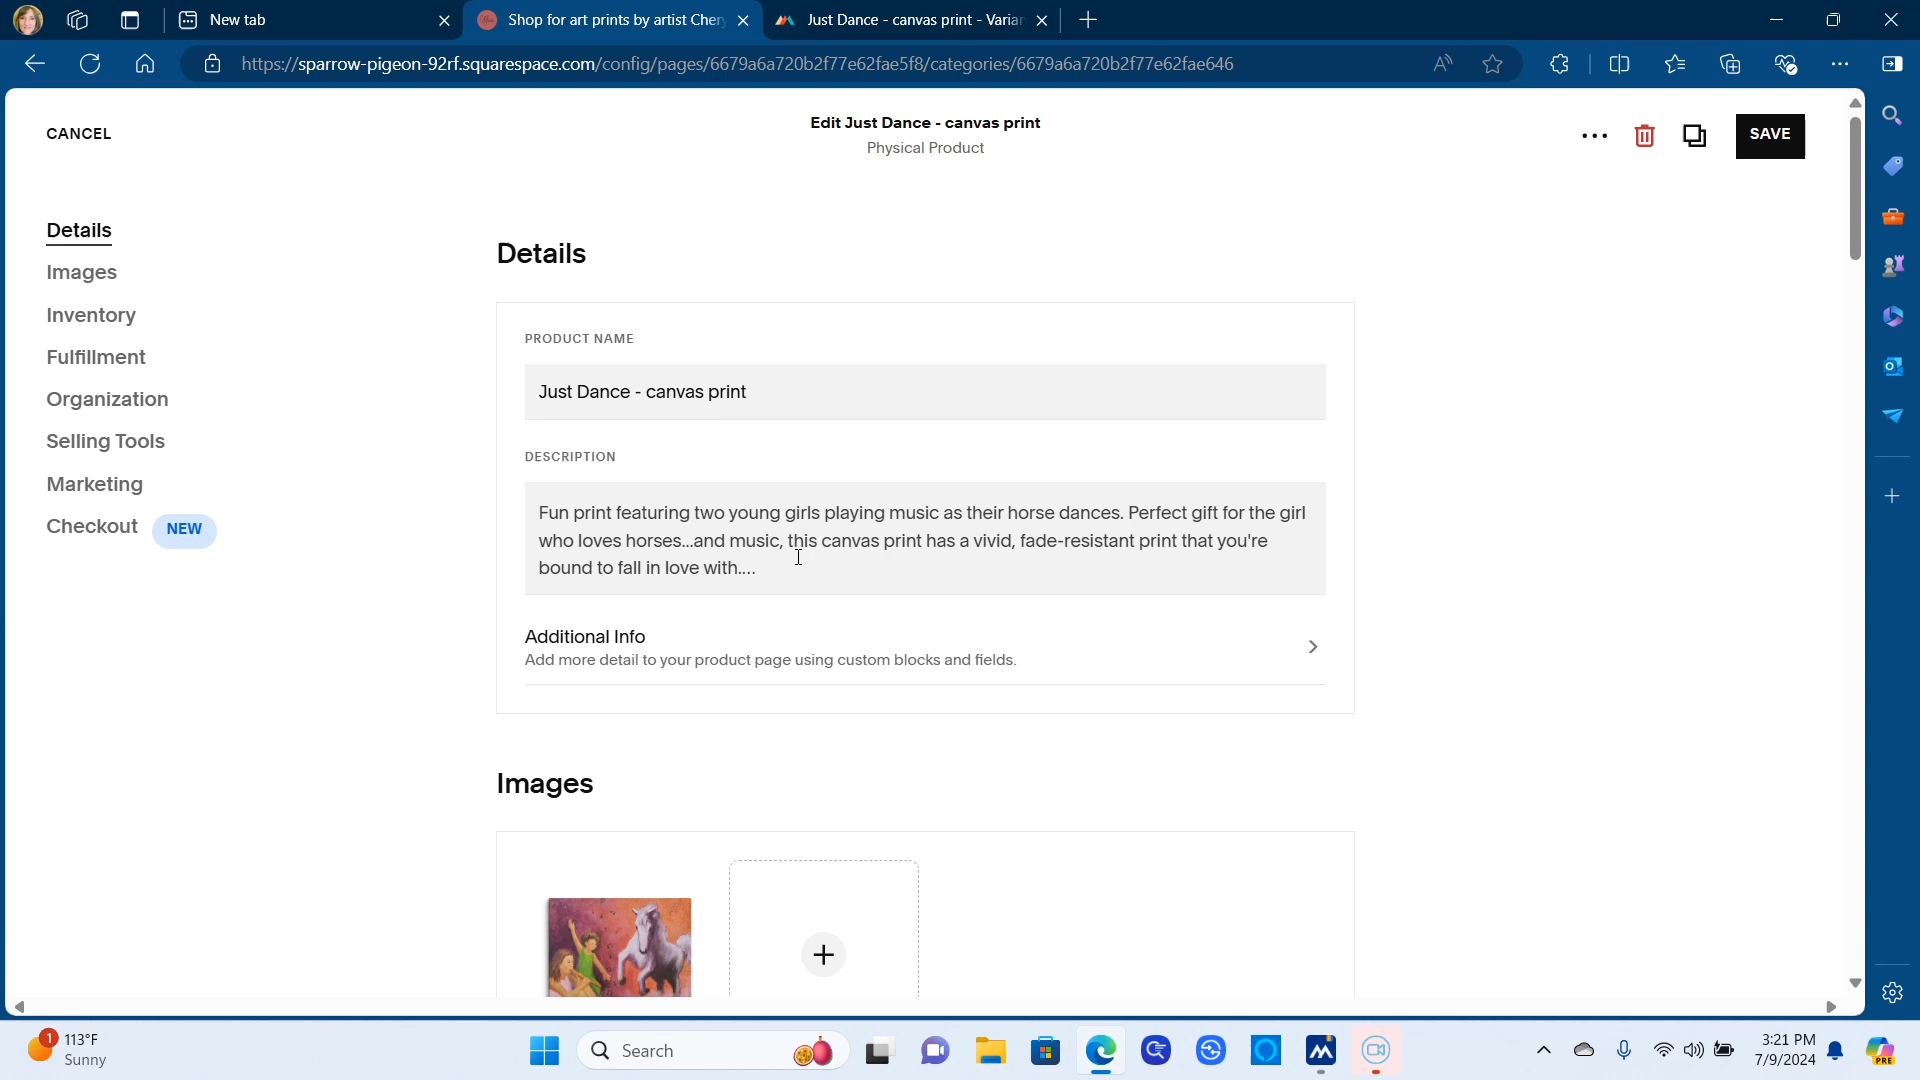 New tab
Shop for art prints by artist Cher
Just Dance - canvas print - Varia
https://sparrow-pigeon-92rf.squarespace.com/config/pages/6679a6a720b2f77e62fae5f8/categories/6679a6a720b2f77e62fae646
CANCEL
Edit Just Dance - canvas print
Physical Product
SAVE
Details
Images
Inventory
Fulfillment
Organization
Selling Tools
Marketing
Checkout NEW
Details
PRODUCT NAME
Just Dance - canvas print
DESCRIPTION
Fun print featuring two young girls playing music as their horse dances. Perfect gift for the girl
who loves horses...and music, this canvas print has a vivid, fade-resistant print that you're
bound to fall in love with....
Additional Info
Add more detail to your product page using custom blocks and fields.
Images
1
113°F
Sunny
Search
3:21 PM
7/9/2024
PRE